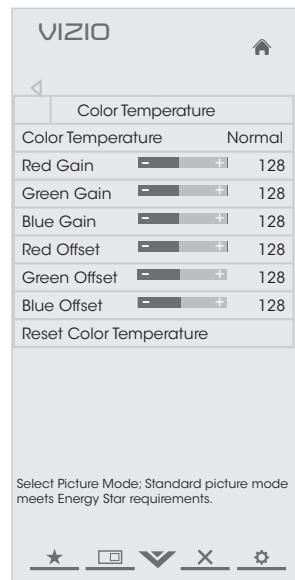 VIZIO
Color Temperature
Color Temperature Normal
Red Gain - + 128
Green Gain - + 128
Blue Gain - + 128
Red Offset - + 128
Green Offset - + 128
Blue Offset - + 128
Reset Color Temperature
Select Picture Mode; Standard picture mode
meets Energy Star requirements.